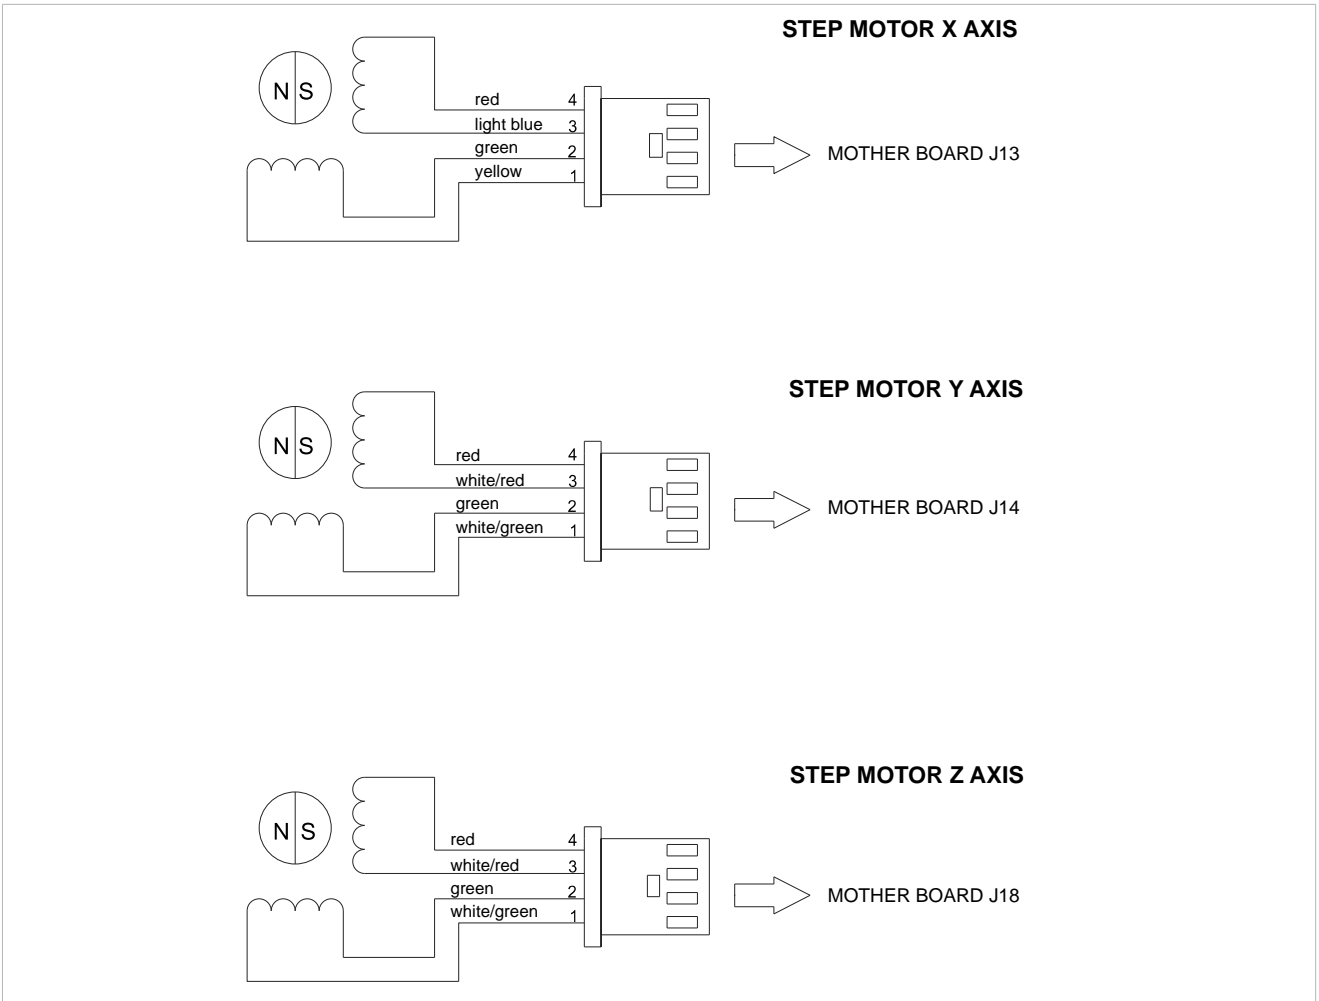 STEP MOTOR X AXIS
N S
red 4
light blue 3
green 2
yellow 1
MOTHER BOARD J13
STEP MOTOR Y AXIS
N S
red 4
white/red 3
green 2
white/green 1
MOTHER BOARD J14
STEP MOTOR Z AXIS
N S
red 4
white/red 3
green 2
white/green 1
MOTHER BOARD J18